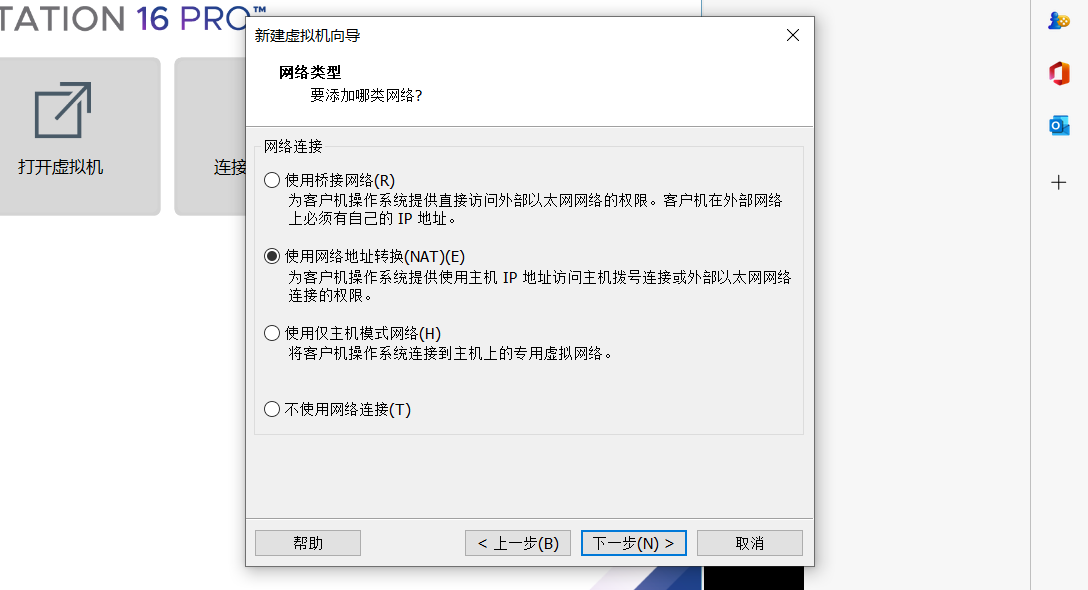 TATION 16 PRO™
新建虚拟机向导
网络类型
要添加哪类网络?
打开虚拟机
连接
网络连接
使用桥接网络(R)
为客户机操作系统提供直接访问外部以太网网络的权限。客户机在外部网络
上必须有自己的 IP 地址。
使用网络地址转换(NAT)(E)
为客户机操作系统提供使用主机 IP 地址访问主机拨号连接或外部以太网网络
连接的权限。
使用仅主机模式网络(H)
将客户机操作系统连接到主机上的专用虚拟网络。
不使用网络连接(T)
帮助
< 上一步(B)
下一步(N) >
取消